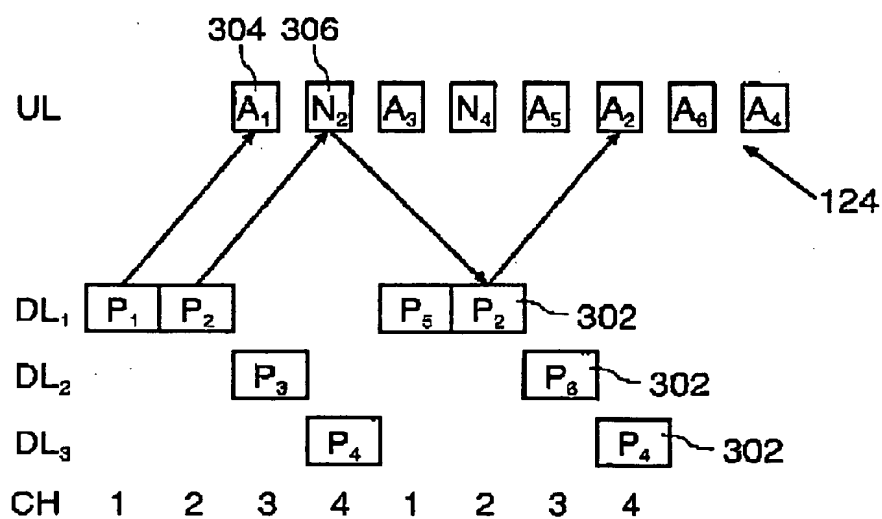 304 306
UL A₁ N₂ A₃ N₄ A₅ A₂ A₆ A₄
124
DL₁ P₁ P₂ P₅ P₂ 302
DL₂ P₃ P₆ 302
DL₃ P₄ P₄ 302
CH 1 2 3 4 1 2 3 4